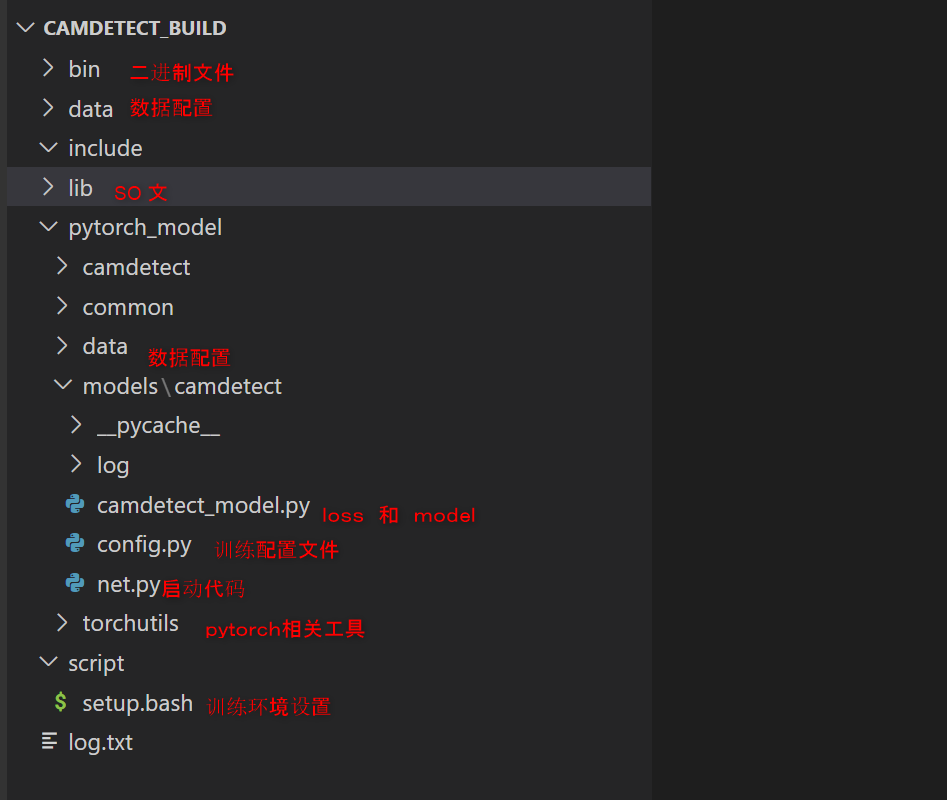 CAMDETECT_BUILD
bin 二进制文件
data 数据配置
include
lib SO 文
pytorch_model
camdetect
common
data 数据配置
models\camdetect
__pycache__
log
camdetect_model.py loss 和 model
config.py 训练配置文件
net.py 启动代码
torchutils pytorch相关工具
script
$ setup.bash 训练环境设置
log.txt